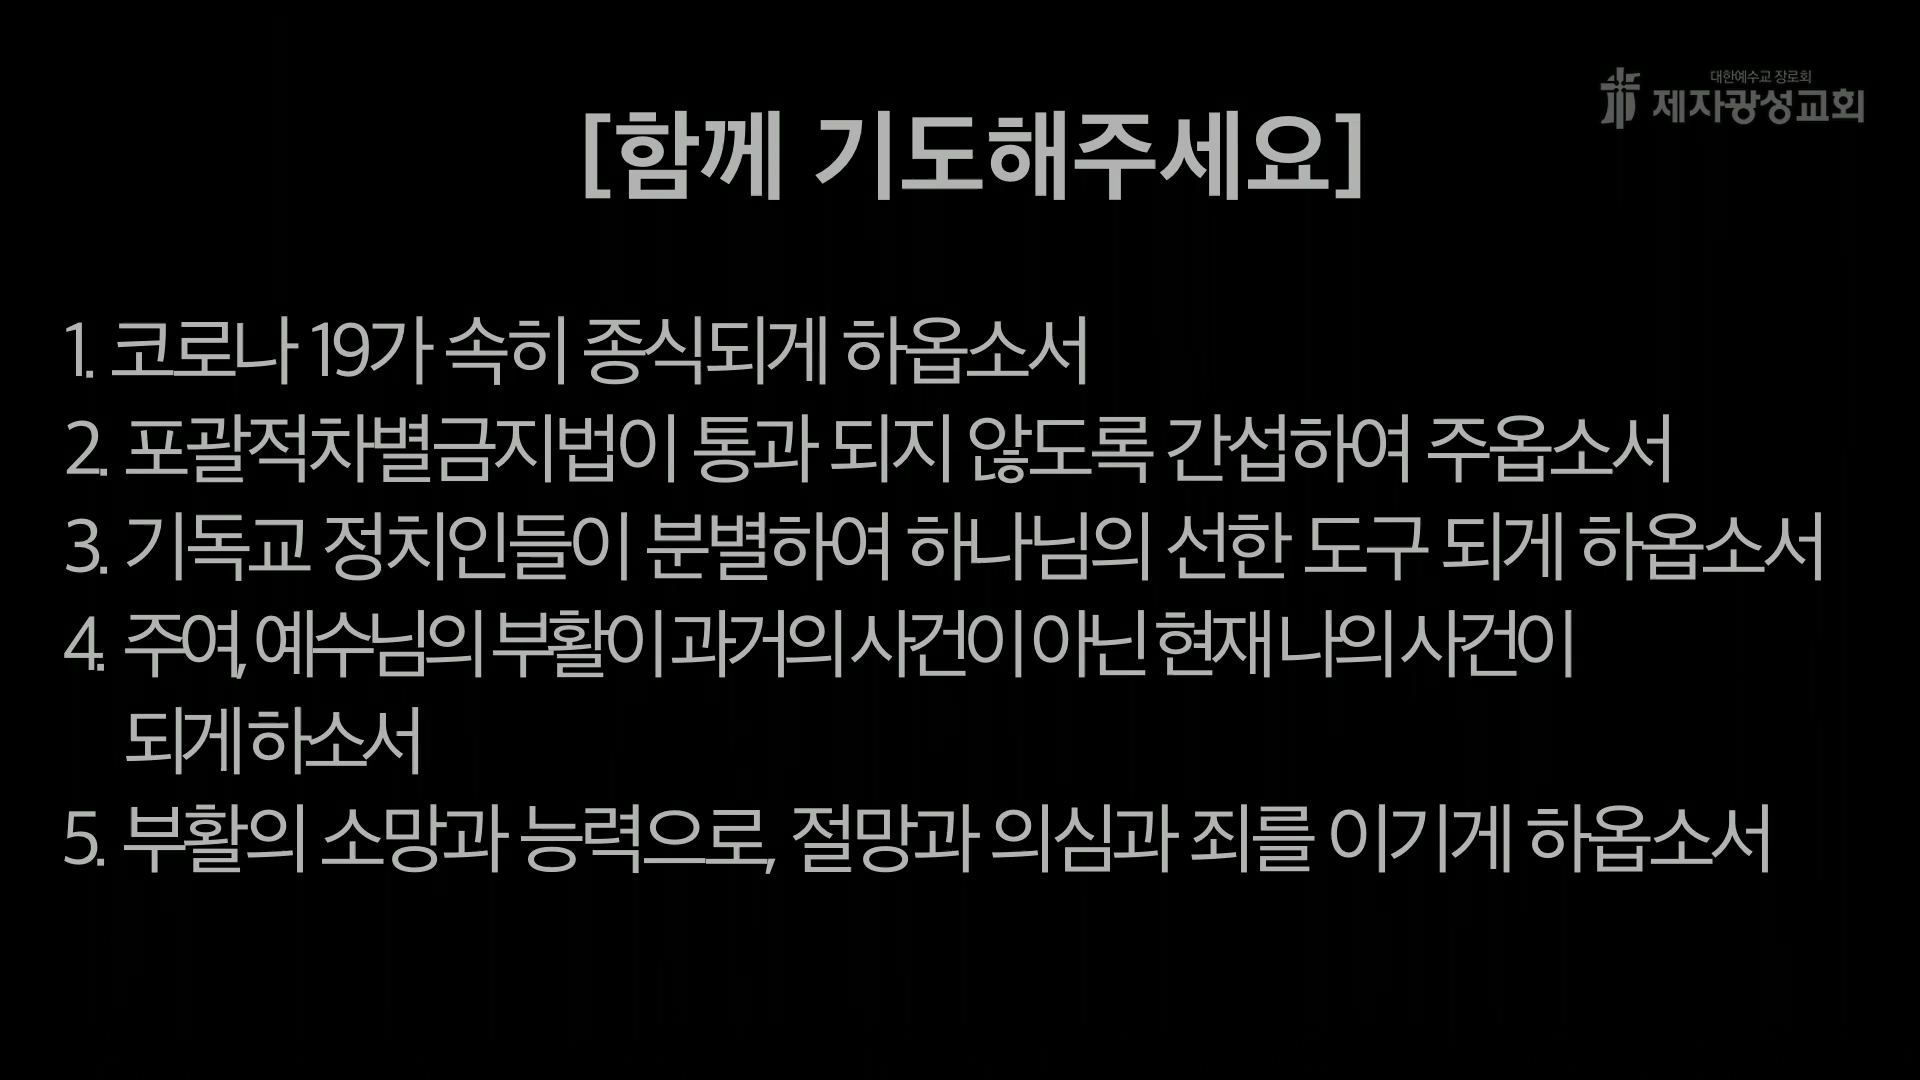 대한예수교 장로회
제자광성교회
[함께 기도해주세요]
1. 코로나 19가 속히 종식되게 하옵소서
2. 포괄적차별금지법이 통과 되지 않도록 간섭하여 주옵소서
3. 기독교 정치인들이 분별하여 하나님의 선한 도구 되게 하옵소서
4. 주여, 예수님의 부활이 과거의 사건이 아닌 현재 나의 사건이
되게 하소서
5. 부활의 소망과 능력으로, 절망과 의심과 죄를 이기게 하옵소서